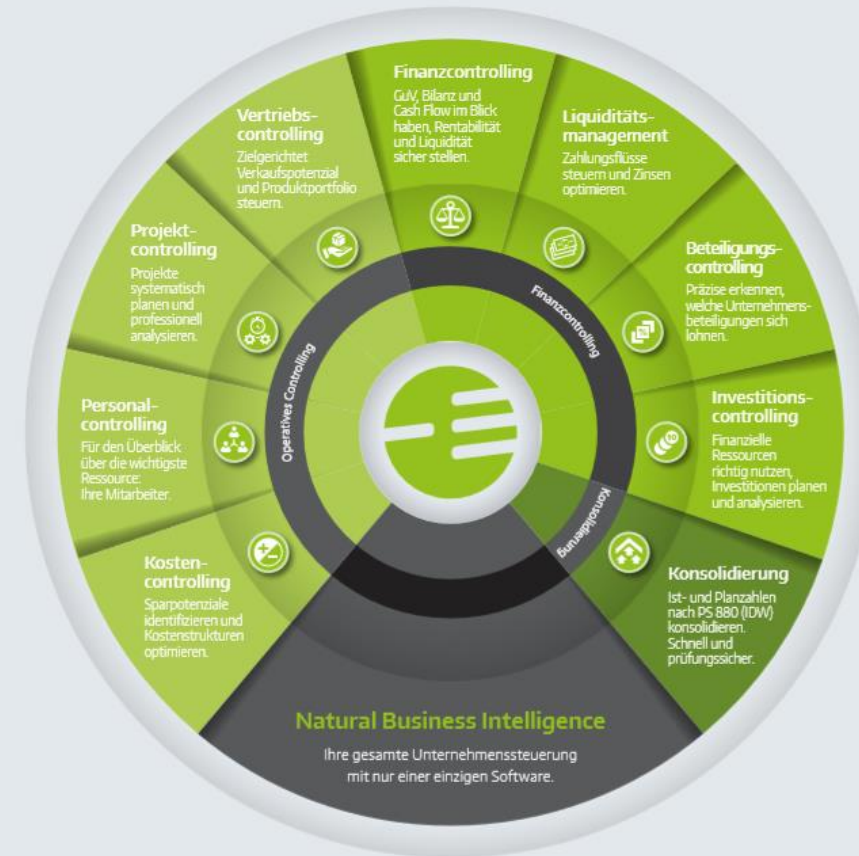 Finanzcontrolling
GuV, Bilanz und
Cash Flow im Blick
haben, Rentabilität
und Liquidität
sicher stellen.
Liquiditäts-
management
Zahlungsflüsse
steuern und Zinsen
optimieren.
Beteiligungs-
controlling
Präzise erkennen,
welche Unternehmens-
beteiligungen sich
lohnen.
Investitions-
controlling
Finanzielle
Ressourcen
richtig nutzen,
Investitionen planen
und analysieren.
Konsolidierung
Ist- und Planzahlen
nach PS 880 (IDW)
konsolidieren.
Schnell und
prüfungssicher.
Natural Business Intelligence
Ihre gesamte Unternehmenssteuerung
mit nur einer einzigen Software.
Kosten-
controlling
Sparpotenziale
identifizieren und
Kostenstrukturen
optimieren.
Personal-
controlling
Für den Überblick
über die wichtigste
Ressource:
Ihre Mitarbeiter.
Projekt-
controlling
Projekte
systematisch
planen und
professionell
analysieren.
Vertriebs-
controlling
Zielgerichtet
Verkaufspotenzial
und Produktportfolio
steuern.
Operatives Controlling
Finanzcontrolling
Konsolidierung